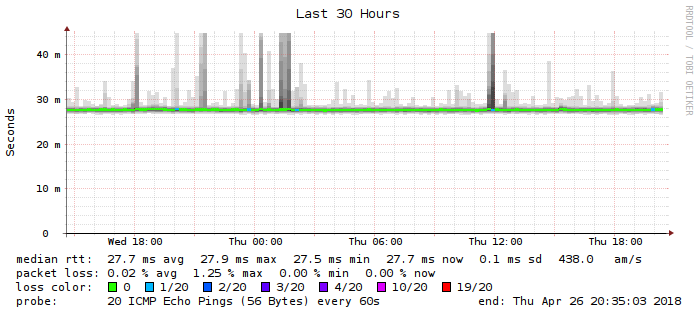 Last 30 Hours
RRDTOOL / TOBI OETIKER
Seconds
40 m
30 m
20 m
10 m
0
Wed 18:00 Thu 00:00 Thu 06:00 Thu 12:00 Thu 18:00
median rtt: 27.7 ms avg 27.9 ms max 27.5 ms min 27.7 ms now 0.1 ms sd 438.0 am/s
packet loss: 0.02 % avg 1.25 % max 0.00 % min 0.00 % now
loss color: 0 1/20 2/20 3/20 4/20 10/20 19/20
probe: 20 ICMP Echo Pings (56 Bytes) every 60s end: Thu Apr 26 20:35:03 2018